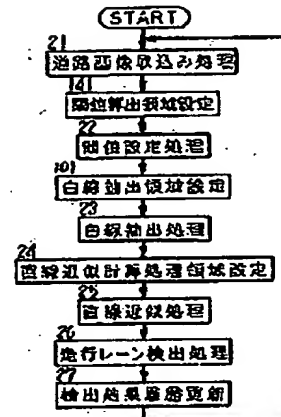 START
21
道路画像取込み処理
141
閾値算出領域設定
22
閾値設定処理
101
白線抽出領域設定
23
白線抽出処理
24
直線近似計算処理領域設定
25
直線近似処理
26
走行レーン検出処理
27
検出結果蓄積更新